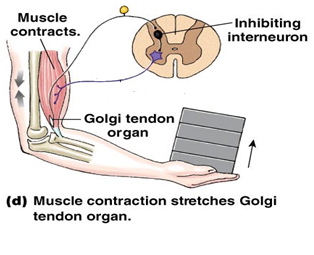 Muscle
contracts.
Inhibiting
interneuron
Golgi tendon
organ
(d) Muscle contraction stretches Golgi
tendon organ.